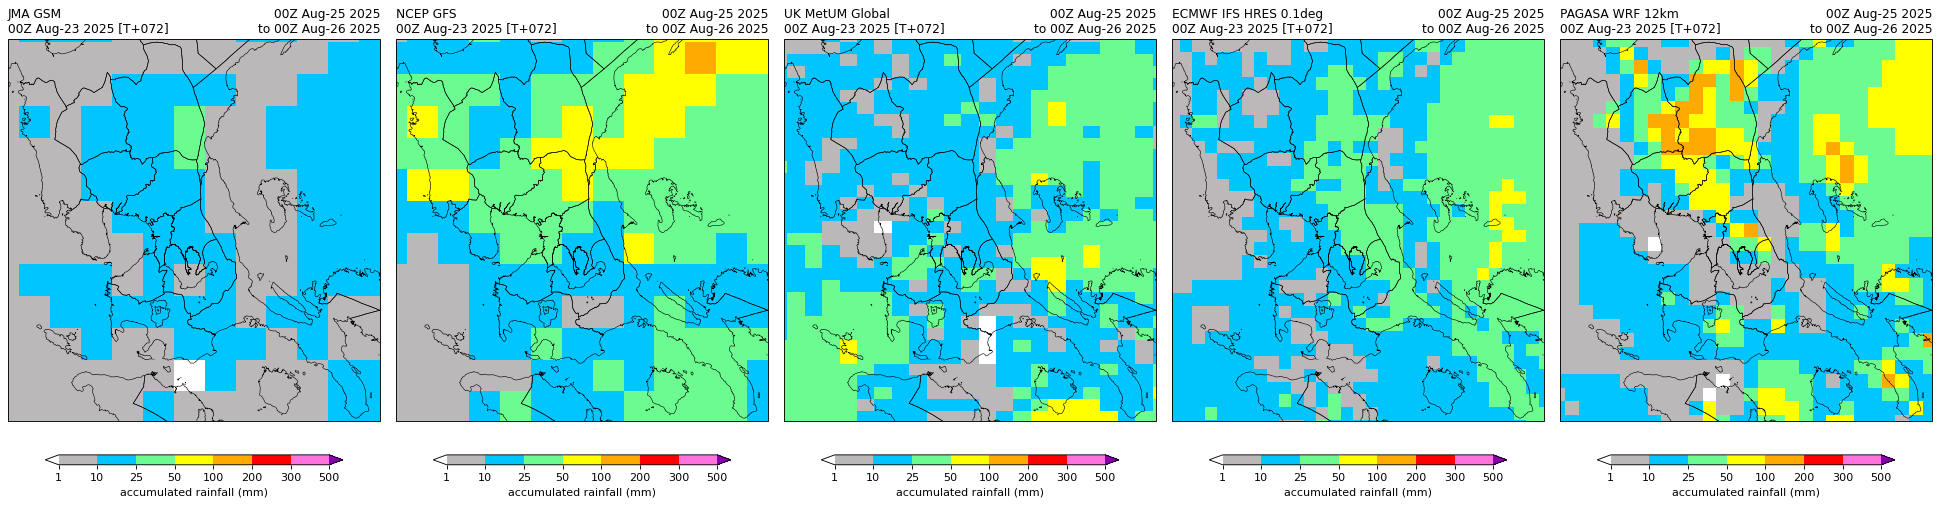 JMA GSM 00Z Aug-25 2025
00Z Aug-23 2025 [T+072] to 00Z Aug-26 2025
1 10 25 50 100 200 300 500
accumulated rainfall (mm)
NCEP GFS 00Z Aug-25 2025
00Z Aug-23 2025 [T+072] to 00Z Aug-26 2025
1 10 25 50 100 200 300 500
accumulated rainfall (mm)
UK MetUM Global 00Z Aug-25 2025
00Z Aug-23 2025 [T+072] to 00Z Aug-26 2025
1 10 25 50 100 200 300 500
accumulated rainfall (mm)
ECMWF IFS HRES 0.1deg 00Z Aug-25 2025
00Z Aug-23 2025 [T+072] to 00Z Aug-26 2025
1 10 25 50 100 200 300 500
accumulated rainfall (mm)
PAGASA WRF 12km 00Z Aug-25 2025
00Z Aug-23 2025 [T+072] to 00Z Aug-26 2025
1 10 25 50 100 200 300 500
accumulated rainfall (mm)